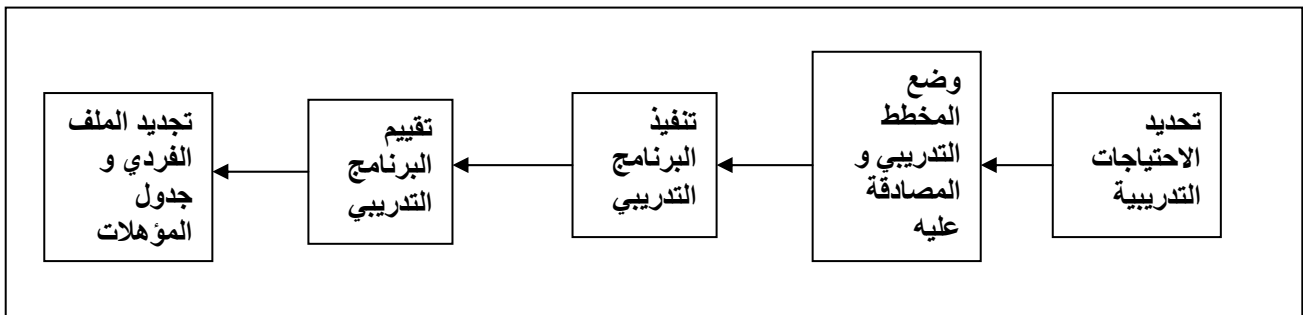 تحديد
الاحتياجات
التدريبية
وضع
المخطط
التدريبي و
المصادقة
عليه
تنفيذ
البرنامج
التدريبي
تقييم
البرنامج
التدريبي
تجديد الملف
الفردي و
جدول
المؤهلات